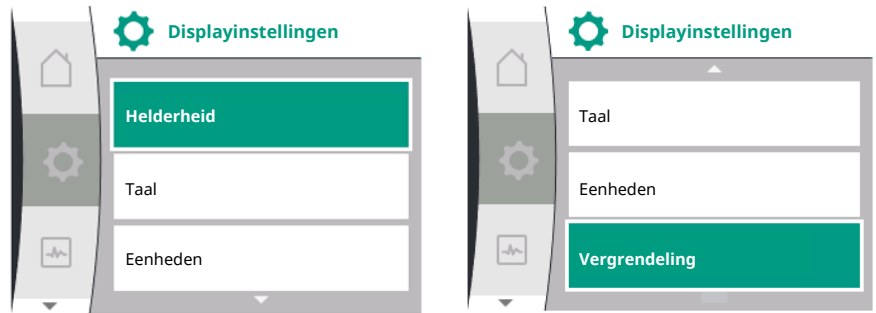 Displayinstellingen
Helderheid
Taal
Eenheden
Displayinstellingen
Taal
Eenheden
Vergrendeling